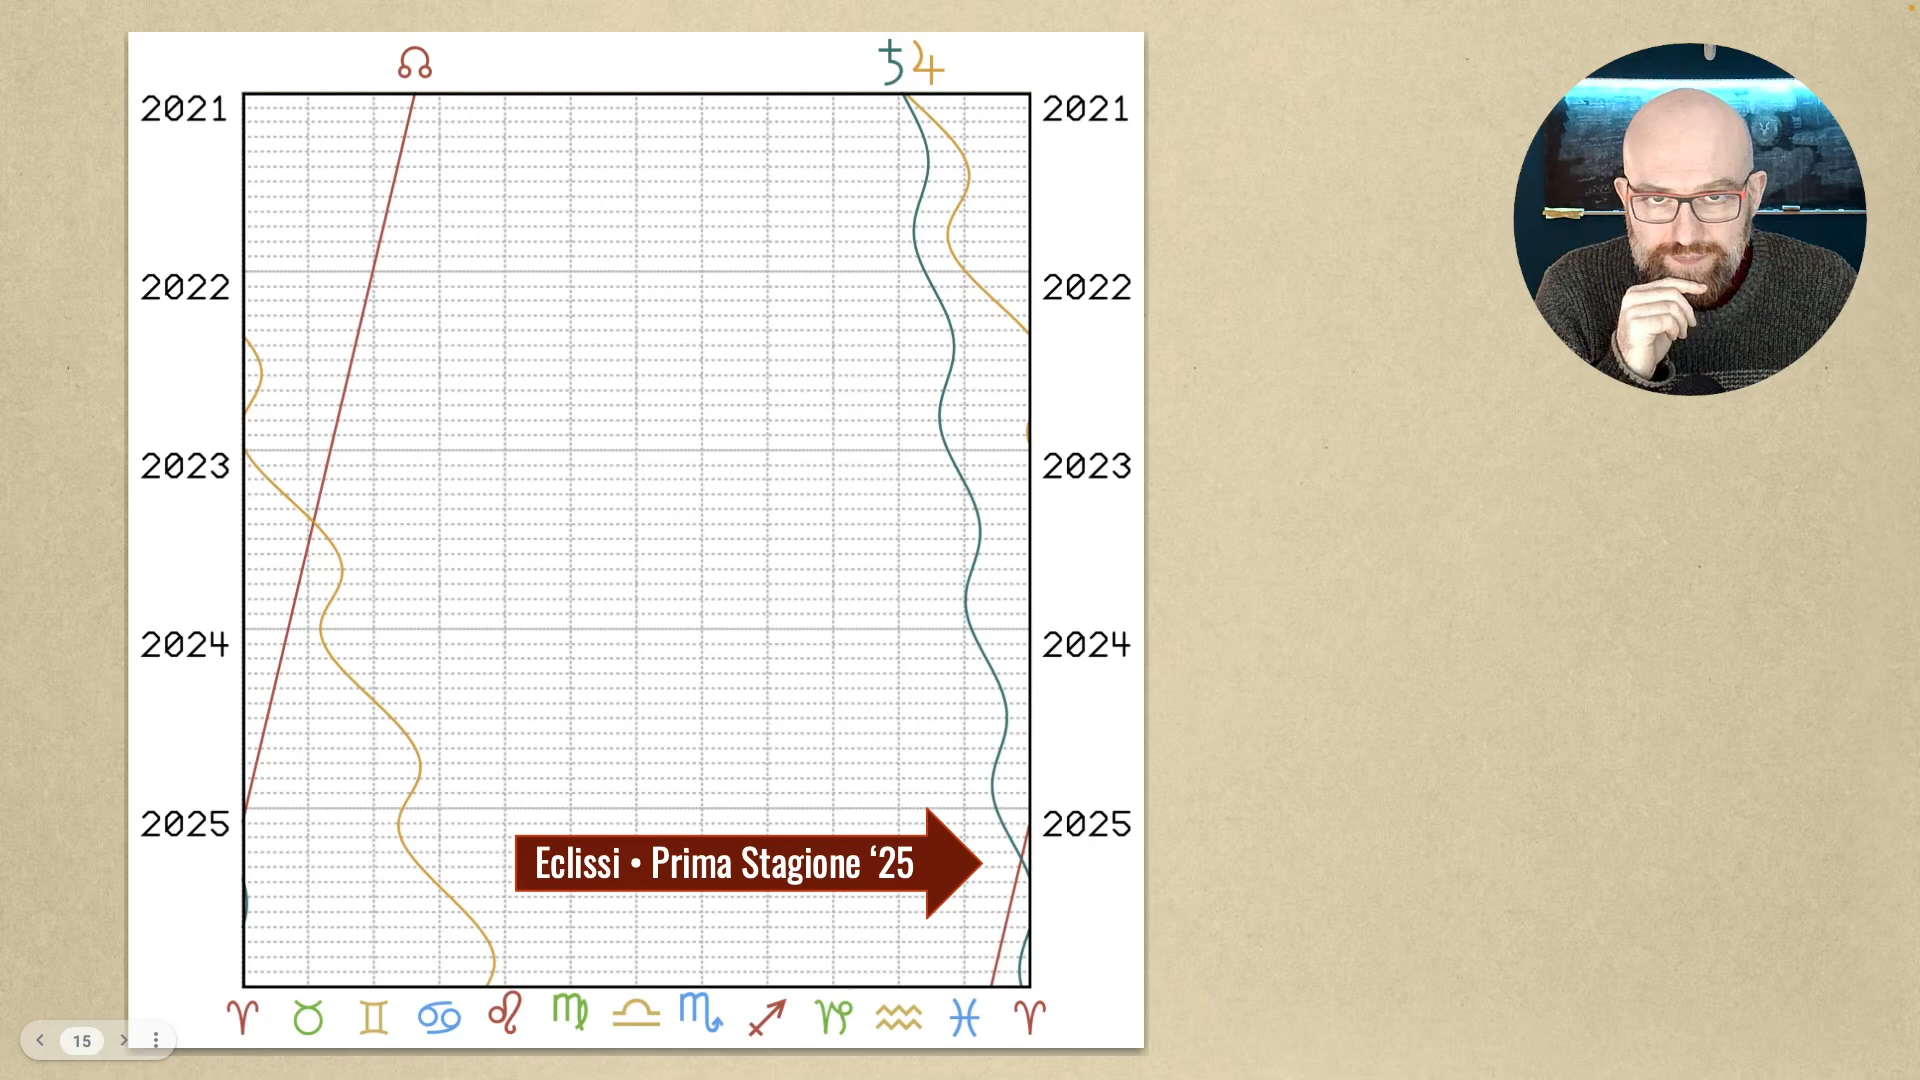 ☊ ♄ ♃
2021 2021
2022 2022
2023 2023
2024 2024
2025 2025
Eclissi • Prima Stagione ‘25
♈ ♉ ♊ ♋ ♌ ♍ ♎ ♏ ♐ ♑ ♒ ♓ ♈
15